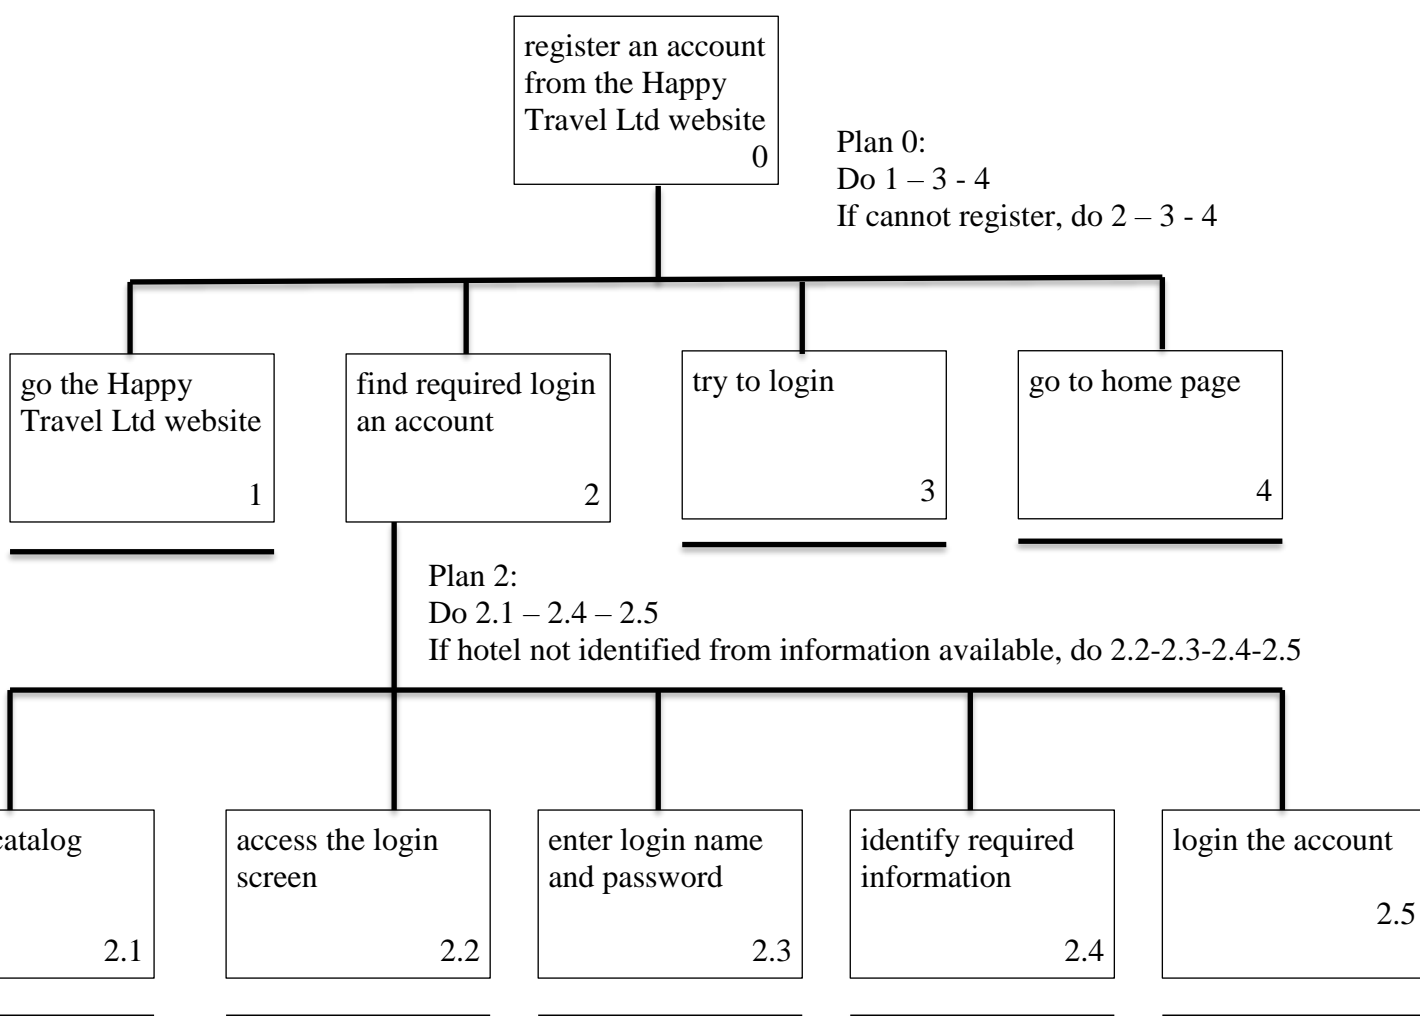 register an account
from the Happy
Travel Ltd website
0
Plan 0:
Do 1 – 3 - 4
If cannot register, do 2 – 3 - 4
go the Happy
Travel Ltd website
1
find required login
an account
2
try to login
3
go to home page
4
Plan 2:
Do 2.1 – 2.4 – 2.5
If hotel not identified from information available, do 2.2-2.3-2.4-2.5
catalog
2.1
access the login
screen
2.2
enter login name
and password
2.3
identify required
information
2.4
login the account
2.5